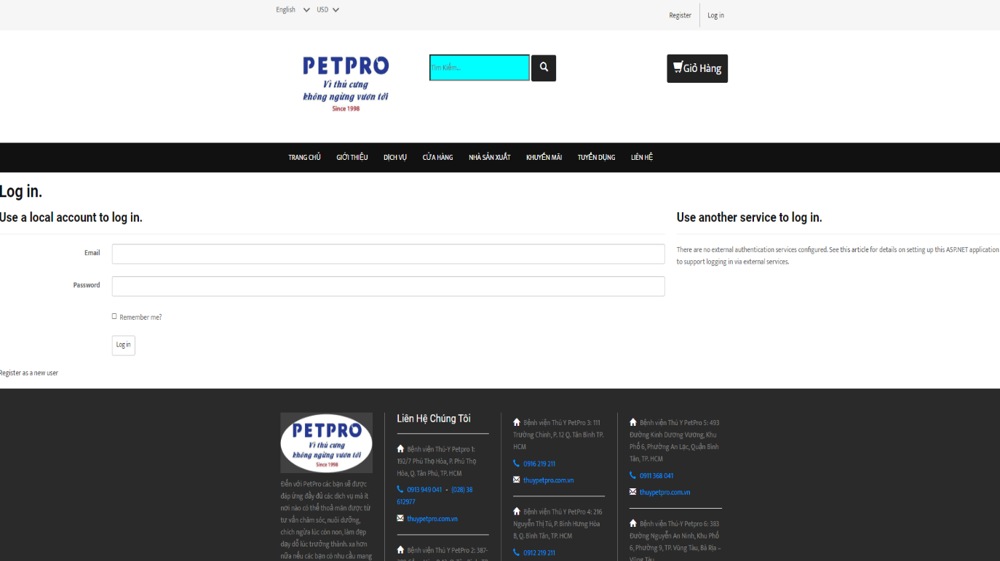 English USD
Register Log in
PETPRO
Vì thú cưng
không ngừng vươn tới
Since 1998
Tìm Kiếm...
Giỏ Hàng
TRANG CHỦ GIỚI THIỆU DỊCH VỤ CỬA HÀNG NHÀ SẢN XUẤT KHUYẾN MÃI TUYỂN DỤNG LIÊN HỆ
Log in.
Use a local account to log in.
Email
Password
Remember me?
Log in
Register as a new user
Use another service to log in.
There are no external authentication services configured. See this article for details on setting up this ASP.NET application
to support logging in via external services.
PETPRO
Vì thú cưng
không ngừng vươn tới
Since 1998
Đến với PetPro các bạn sẽ được
đáp ứng đầy đủ các dịch vụ mà ít
nơi nào có thể thoả mãn được từ
tư vấn chăm sóc, nuôi dưỡng,
chích ngừa lúc còn non, làm đẹp
dạy dỗ lúc trưởng thành. xa hơn
nữa nếu các bạn có nhu cầu mang
Liên Hệ Chúng Tôi
Bệnh viện Thú-Y Petpro 1:
192/7 Phú Thọ Hòa, P. Phú Thọ
Hòa, Q. Tân Phú, TP. HCM
0913 949 041 - (028) 38
612977
thuypetpro.com.vn
Bệnh viện Thú Y PetPro 2: 387-
Bệnh viện Thú Y PetPro 3: 111
Trường Chinh, P. 12 Q. Tân Bình TP.
HCM
0916 219 211
thuypetpro.com.vn
Bệnh viện Thú Y PetPro 4: 216
Nguyễn Thị Tú, P. Bình Hưng Hòa
B, Q. Bình Tân, TP. HCM
0912 219 211
Bệnh viện Thú Y PetPro 5: 493
Đường Kinh Dương Vương, Khu
Phố 6, Phường An Lạc, Quận Bình
Tân, TP. HCM
0911 368 041
thuypetpro.com.vn
Bệnh viện Thú-Y Petpro 6: 383
Đường Nguyễn An Ninh, Khu Phố
6, Phường 9, TP. Vũng Tàu, Bà Rịa –
Vũng Tàu